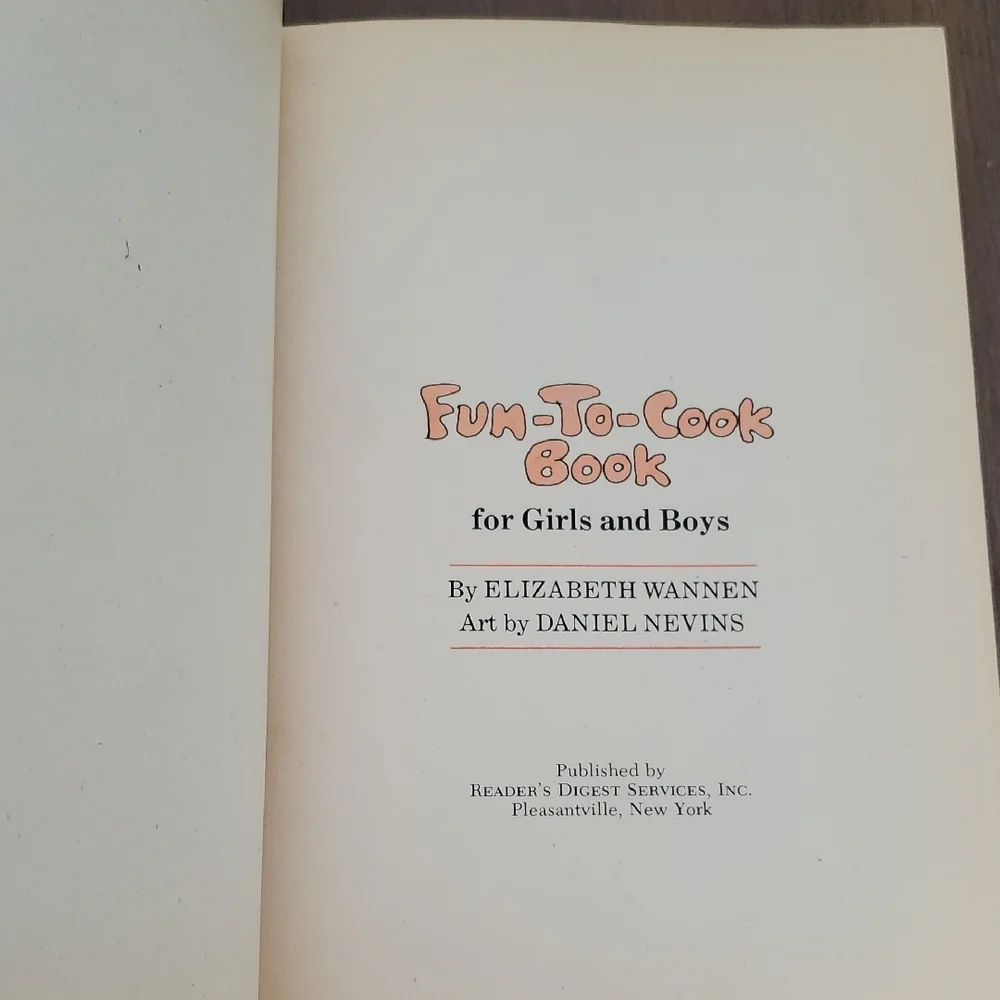 Fun-To-Cook
Book
for Girls and Boys
By ELIZABETH WANNEN
Art by DANIEL NEVINS
Published by
READER'S DIGEST SERVICES, INC.
Pleasantville, New York